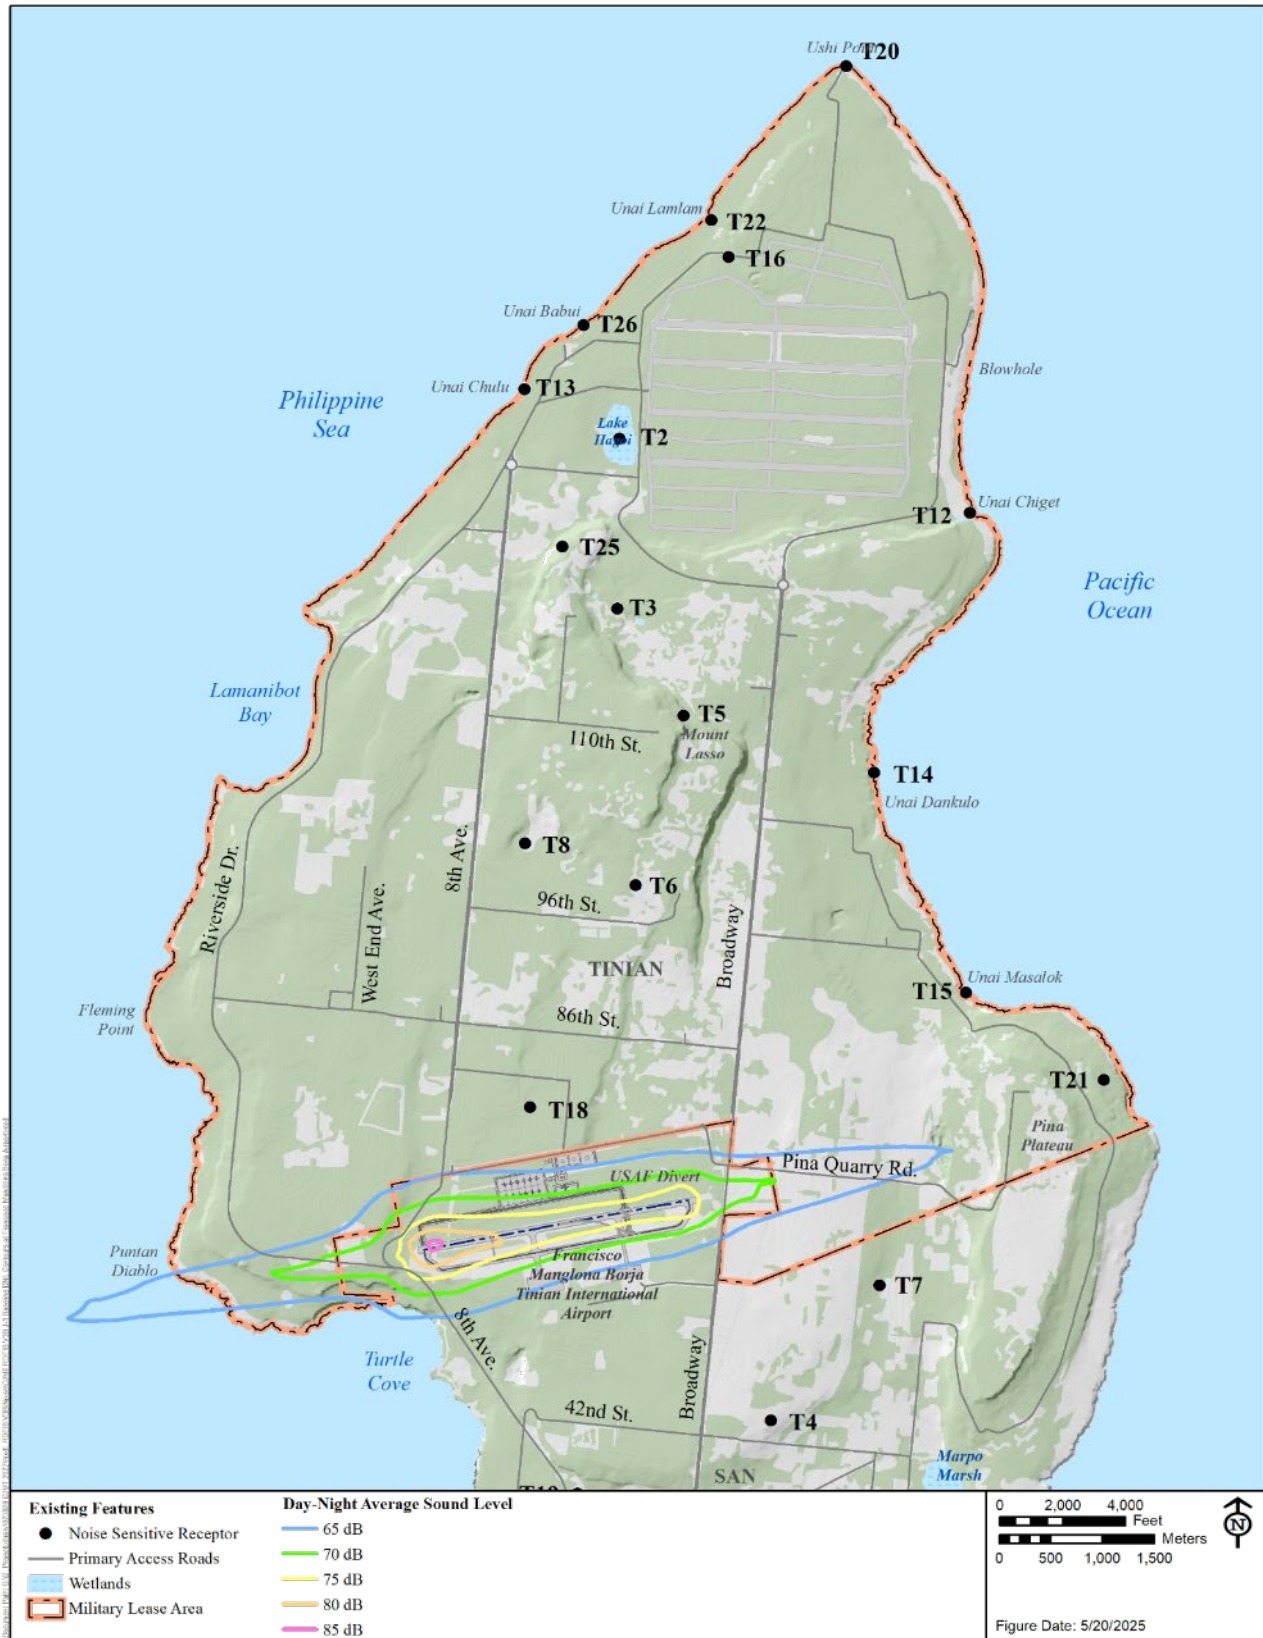 Ushi Point
T20
Unai Lamlam
T22
T16
Unai Babui
T26
Unai Chulu
T13
Blowhole
Philippine
Sea
Lake
Hagoi
T2
Unai Chiget
T12
T25
Pacific
Ocean
T3
Lamanibot
Bay
T5
Mount
Lasso
110th St.
T14
Unai Dankulo
T8
8th Ave.
T6
96th St.
Riverside Dr.
West End Ave.
Broadway
TINIAN
Unai Masalok
T15
Fleming
Point
86th St.
T21
T18
Pina
Plateau
Pina Quarry Rd.
USAF Divert
Puntan
Diablo
Francisco
Manglona Borja
Tinian International
Airport
T7
8th Ave.
Turtle
Cove
Broadway
42nd St.
T4
Marpo
Marsh
SAN
Existing Features
Noise Sensitive Receptor
Primary Access Roads
Wetlands
Military Lease Area
Day-Night Average Sound Level
65 dB
70 dB
75 dB
80 dB
85 dB
0 2,000 4,000
Feet
Meters
0 500 1,000 1,500
N
Figure Date: 5/20/2025